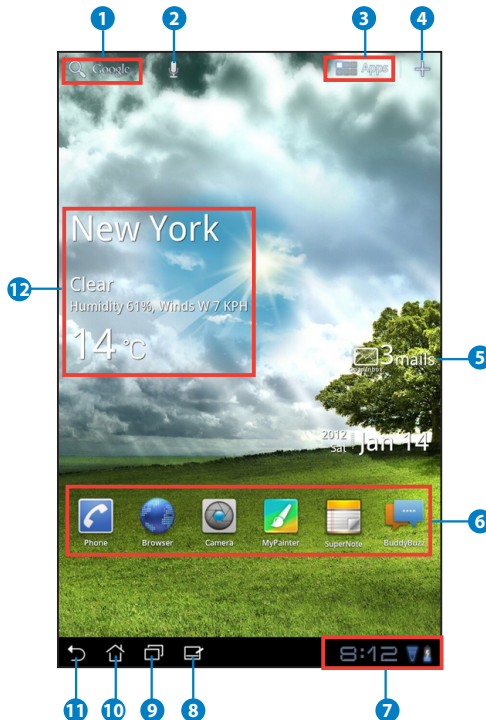 1 2 3 4
Google Apps
New York
12
Clear
Humidity 61%, Winds W 7 KPH
14 °C
3 mails 5
2012 Sat Jan 14
6
Phone Browser Camera MyPainter SuperNote BuddyBuzz
8:12
11 10 9 8 7